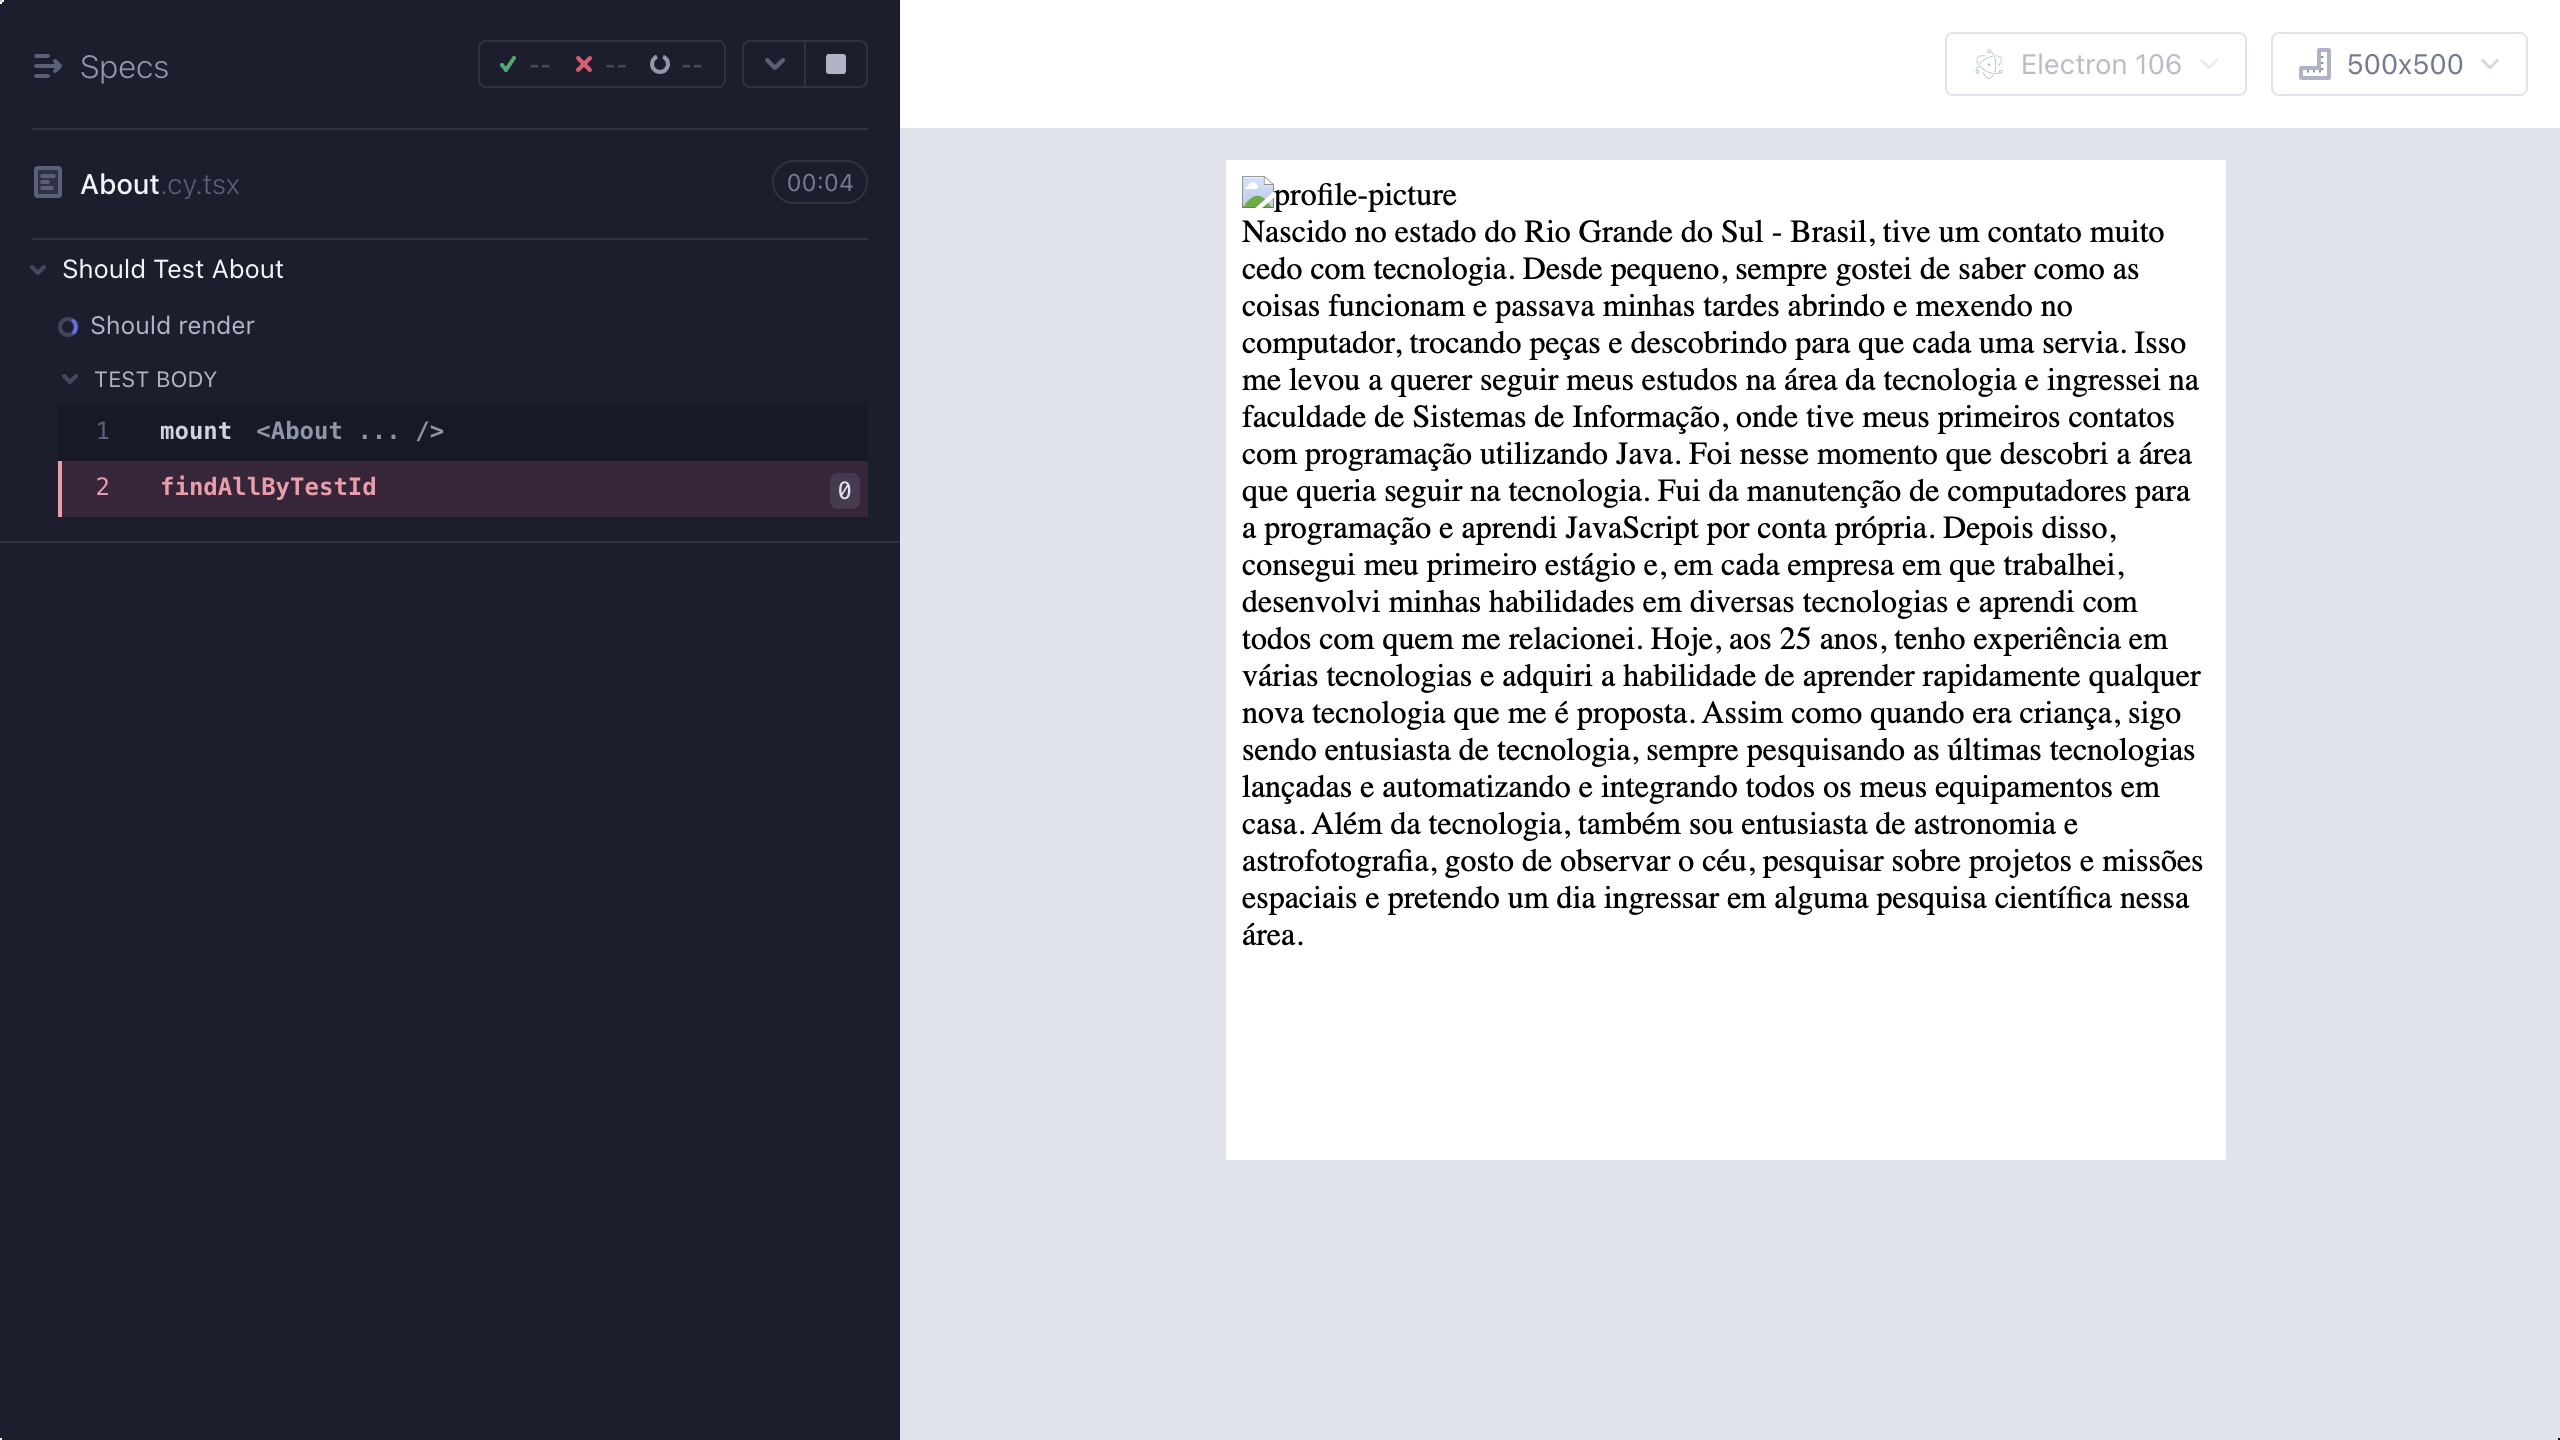 Specs
-- -- --
About.cy.tsx 00:04
Should Test About
Should render
TEST BODY
1 mount <About ... />
2 findAllByTestId 0
Electron 106
500x500
profile-picture
Nascido no estado do Rio Grande do Sul - Brasil, tive um contato muito
cedo com tecnologia. Desde pequeno, sempre gostei de saber como as
coisas funcionam e passava minhas tardes abrindo e mexendo no
computador, trocando peças e descobrindo para que cada uma servia. Isso
me levou a querer seguir meus estudos na área da tecnologia e ingressei na
faculdade de Sistemas de Informação, onde tive meus primeiros contatos
com programação utilizando Java. Foi nesse momento que descobri a área
que queria seguir na tecnologia. Fui da manutenção de computadores para
a programação e aprendi JavaScript por conta própria. Depois disso,
consegui meu primeiro estágio e, em cada empresa em que trabalhei,
desenvolvi minhas habilidades em diversas tecnologias e aprendi com
todos com quem me relacionei. Hoje, aos 25 anos, tenho experiência em
várias tecnologias e adquiri a habilidade de aprender rapidamente qualquer
nova tecnologia que me é proposta. Assim como quando era criança, sigo
sendo entusiasta de tecnologia, sempre pesquisando as últimas tecnologias
lançadas e automatizando e integrando todos os meus equipamentos em
casa. Além da tecnologia, também sou entusiasta de astronomia e
astrofotografia, gosto de observar o céu, pesquisar sobre projetos e missões
espaciais e pretendo um dia ingressar em alguma pesquisa científica nessa
área.